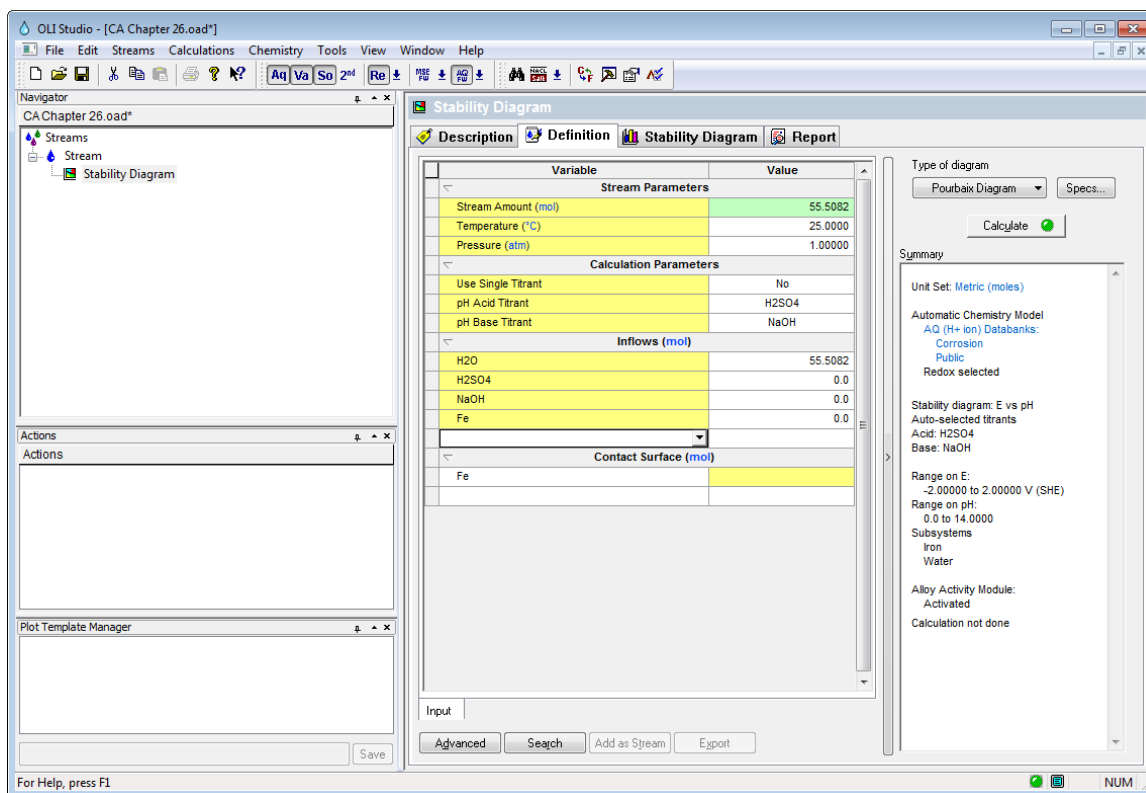 OLI Studio - [CA Chapter 26.oad*]
File Edit Streams Calculations Chemistry Tools View Window Help
Aq Va So 2nd Re MSE FW AQ FW NACL C F
Navigator
CA Chapter 26.oad*
Streams
Stream
Stability Diagram
Actions
Actions
Plot Template Manager
Save
Stability Diagram
Description Definition Stability Diagram Report
Variable Value
Stream Parameters
Stream Amount (mol) 55.5082
Temperature (°C) 25.0000
Pressure (atm) 1.00000
Calculation Parameters
Use Single Titrant No
pH Acid Titrant H2SO4
pH Base Titrant NaOH
Inflows (mol)
H2O 55.5082
H2SO4 0.0
NaOH 0.0
Fe 0.0
Contact Surface (mol)
Fe
Input
Advanced Search Add as Stream Export
Type of diagram
Pourbaix Diagram Specs...
Calculate
Summary
Unit Set: Metric (moles)
Automatic Chemistry Model
AQ (H+ ion) Databanks:
Corrosion
Public
Redox selected
Stability diagram: E vs pH
Auto-selected titrants
Acid: H2SO4
Base: NaOH
Range on E:
-2.00000 to 2.00000 V (SHE)
Range on pH:
0.0 to 14.0000
Subsystems
Iron
Water
Alloy Activity Module:
Activated
Calculation not done
For Help, press F1 NUM